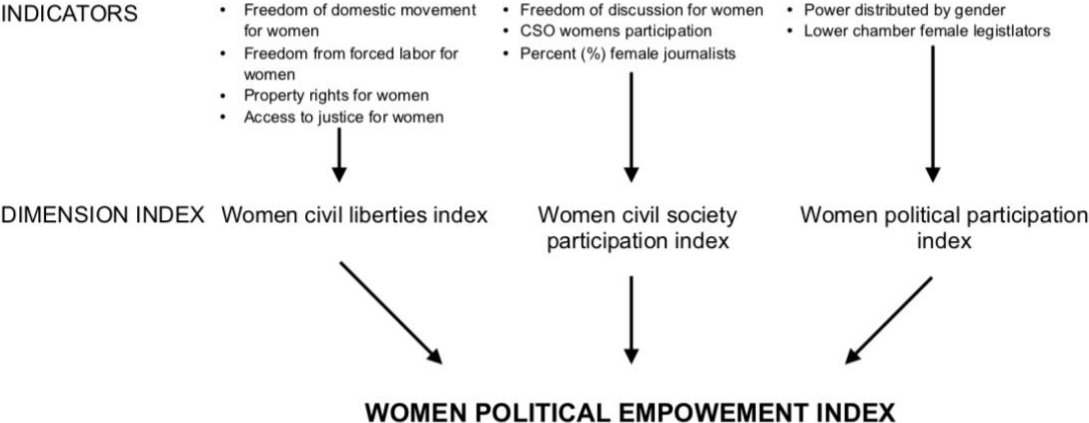 INDICATORS
• Freedom of domestic movement
for women
• Freedom from forced labor for
women
• Property rights for women
• Access to justice for women
• Freedom of discussion for women
• CSO womens participation
• Percent (%) female journalists
• Power distributed by gender
• Lower chamber female legistlators
DIMENSION INDEX
Women civil liberties index
Women civil society
participation index
Women political participation
index
WOMEN POLITICAL EMPOWEMENT INDEX